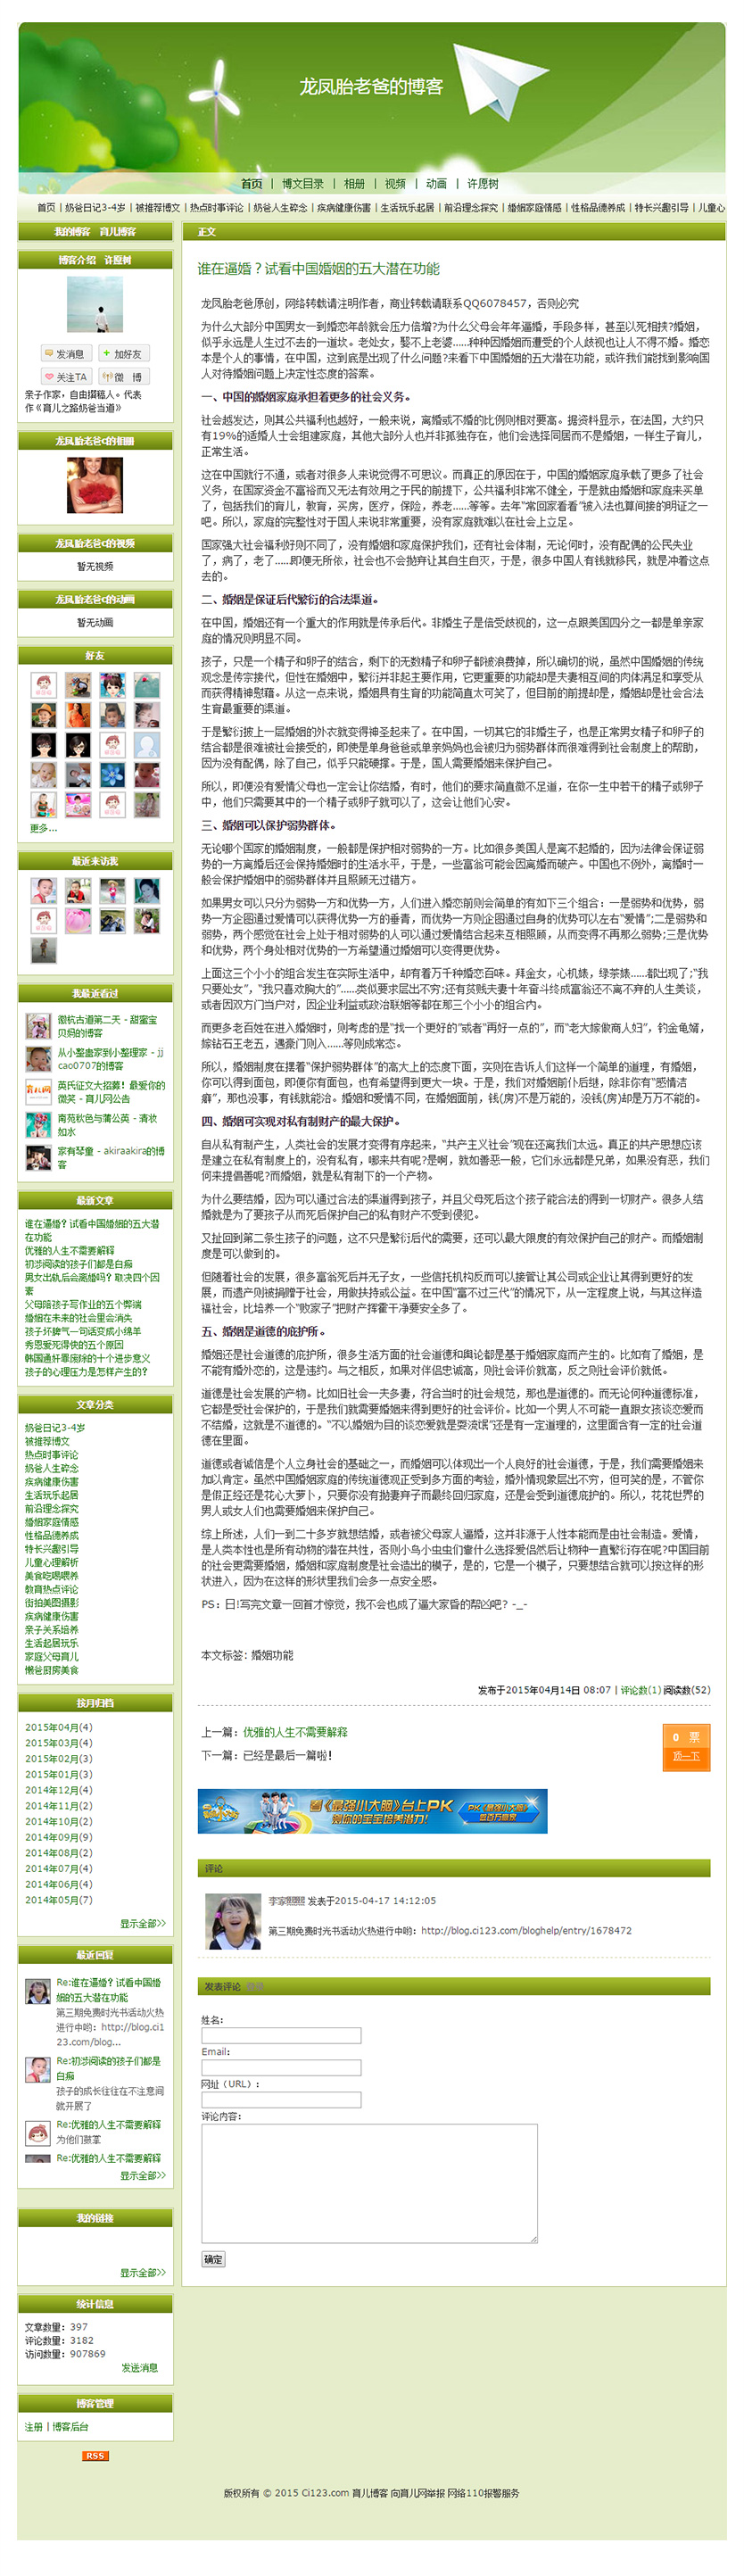 龙凤胎老爸的博客
首页 | 博文目录 | 相册 | 视频 | 动画 | 许愿树
首页 | 奶爸日记3-4岁 | 被推荐博文 | 热点时事评论 | 奶爸人生碎念 | 疾病健康伤害 | 生活玩乐起居 | 前沿理念探究 | 婚姻家庭情感 | 性格品德养成 | 特长兴趣引导 | 儿童心
我的博客 育儿博客
博客介绍 许愿树
发消息 加好友
关注TA 微 博
亲子作家，自由撰稿人。代表
作《育儿之路奶爸当道》
龙凤胎老爸C的相册
龙凤胎老爸C的视频
暂无视频
龙凤胎老爸C的动画
暂无动画
好友
更多...
最近来访我
我最近看过
徽杭古道第二天 - 甜蜜宝
贝妈的博客
从小整蛊家到小整理家 - jj
cao0707的博客
英氏征文大招募！最爱你的
微笑 - 育儿网公告
南苑秋色与蒲公英 - 清妆
如水
家有琴童 - akiraakira的博
客
最新文章
谁在逼婚？试看中国婚姻的五大潜
在功能
优雅的人生不需要解释
初涉阅读的孩子们都是白痴
男女出轨后会离婚吗？取决四个因
素
父母陪孩子写作业的五个弊端
婚姻在未来的社会里会消失
孩子坏脾气一句话变成小绵羊
秀恩爱死得快的五个原因
韩国通奸罪废除的十个进步意义
孩子的心理压力是怎样产生的？
文章分类
奶爸日记3-4岁
被推荐博文
热点时事评论
奶爸人生碎念
疾病健康伤害
生活玩乐起居
前沿理念探究
婚姻家庭情感
性格品德养成
特长兴趣引导
儿童心理解析
美食吃喝喂养
教育热点评论
街拍美图摄影
疾病健康伤害
亲子关系培养
生活起居玩乐
家庭父母育儿
懒爸厨房美食
按月归档
2015年04月(4)
2015年03月(4)
2015年02月(3)
2015年01月(3)
2014年12月(4)
2014年11月(2)
2014年10月(2)
2014年09月(9)
2014年08月(2)
2014年07月(4)
2014年06月(4)
2014年05月(7)
显示全部>>
最近回复
Re:谁在逼婚？试看中国婚
姻的五大潜在功能
第三期免费时光书活动火热
进行中哟：http://blog.ci1
23.com/blog...
Re:初涉阅读的孩子们都是
白痴
孩子的成长往往在不注意间
就开展了
Re:优雅的人生不需要解释
为他们鼓掌
Re:优雅的人生不需要解释
显示全部>>
我的链接
显示全部>>
统计信息
文章数量：397
评论数量：3182
访问数量：907869
发送消息
博客管理
注册 | 博客后台
RSS
正文
谁在逼婚？试看中国婚姻的五大潜在功能
龙凤胎老爸原创，网络转载请注明作者，商业转载请联系QQ6078457，否则必究
为什么大部分中国男女一到婚恋年龄就会压力倍增?为什么父母会年年逼婚，手段多样，甚至以死相挟?婚姻，
似乎永远是人生过不去的一道坎。老处女，娶不上老婆......种种因婚姻而遭受的个人歧视也让人不得不婚。婚恋
本是个人的事情，在中国，这到底是出现了什么问题?来看下中国婚姻的五大潜在功能，或许我们能找到影响国
人对待婚姻问题上决定性态度的答案。
一、中国的婚姻家庭承担着更多的社会义务。
社会越发达，则其公共福利也越好，一般来说，离婚或不婚的比例则相对要高。据资料显示，在法国，大约只
有19%的适婚人士会组建家庭，其他大部分人也并非孤独存在，他们会选择同居而不是婚姻，一样生子育儿，
正常生活。
这在中国就行不通，或者对很多人来说觉得不可思议。而真正的原因在于，中国的婚姻家庭承载了更多了社会
义务，在国家资金不富裕而又无法有效用之于民的前提下，公共福利非常不健全，于是就由婚姻和家庭来买单
了，包括我们的育儿，教育，买房，医疗，保险，养老......等等。去年“常回家看看”被入法也算间接的明证之一
吧。所以，家庭的完整性对于国人来说非常重要，没有家庭就难以在社会上立足。
国家强大社会福利好则不同了，没有婚姻和家庭保护我们，还有社会体制，无论何时，没有配偶的公民失业
了，病了，老了......即便无所依，社会也不会抛弃让其自生自灭，于是，很多中国人有钱就移民，就是冲着这点
去的。
二、婚姻是保证后代繁衍的合法渠道。
在中国，婚姻还有一个重大的作用就是传承后代。非婚生子是倍受歧视的，这一点跟美国四分之一都是单亲家
庭的情况则明显不同。
孩子，只是一个精子和卵子的结合，剩下的无数精子和卵子都被浪费掉，所以确切的说，虽然中国婚姻的传统
观念是传宗接代，但性在婚姻中，繁衍并非起主要作用，它更重要的功能却是夫妻相互间的肉体满足和享受从
而获得精神慰藉。从这一点来说，婚姻具有生育的功能简直太可笑了，但目前的前提却是，婚姻却是社会合法
生育最重要的渠道。
于是繁衍披上一层婚姻的外衣就变得神圣起来了。在中国，一切其它的非婚生子，也是正常男女精子和卵子的
结合都是很难被社会接受的，即使是单身爸爸或单亲妈妈也会被归为弱势群体而很难得到社会制度上的帮助，
因为没有配偶，除了自己，似乎只能硬撑。于是，国人需要婚姻来保护自己。
所以，即便没有爱情父母也一定会让你结婚，有时，他们的要求简直微不足道，在你一生中若干的精子或卵子
中，他们只需要其中的一个精子或卵子就可以了，这会让他们心安。
三、婚姻可以保护弱势群体。
无论哪个国家的婚姻制度，一般都是保护相对弱势的一方。比如很多美国人是离不起婚的，因为法律会保证弱
势的一方离婚后还会保持婚姻时的生活水平，于是，一些富翁可能会因离婚而破产。中国也不例外，离婚时一
般会保护婚姻中的弱势群体并且照顾无过错方。
如果男女可以只分为弱势一方和优势一方，人们进入婚恋前则会简单的有如下三个组合：一是弱势和优势，弱
势一方企图通过爱情可以获得优势一方的垂青，而优势一方则企图通过自身的优势可以左右“爱情”;二是弱势和
弱势，两个感觉在社会上处于相对弱势的人可以通过爱情结合起来互相照顾，从而变得不再那么弱势;三是优势
和优势，两个身处相对优势的一方希望通过婚姻可以变得更优势。
上面这三个小小的组合发生在实际生活中，却有着万千种婚恋百味。拜金女，心机婊，绿茶婊......都出现了;“我
只要处女”，“我只喜欢胸大的”......类似要求层出不穷;还有贫贱夫妻十年奋斗终成富翁还不离不弃的人生美谈，
或者因双方门当户对，因企业利益或政治联姻等都在那三个小小的组合内。
而更多老百姓在进入婚姻时，则考虑的是“找一个更好的”或者“再好一点的”，而“老大嫁做商人妇”，钓金龟婿，
嫁钻石王老五，遇豪门则入......等则成常态。
所以，婚姻制度在摆着“保护弱势群体”的高大上的态度下面，实则在告诉人们这样一个简单的道理，有婚姻，
你可以得到面包，即便你有面包，也有希望得到更大一块。于是，我们对婚姻前仆后继，除非你有“感情洁
癖”，那也没事，有钱就能治。婚姻和爱情不同，在婚姻面前，钱(房)不是万能的，没钱(房)却是万万不能的。
四、婚姻可实现对私有制财产的最大保护。
自从私有制产生，人类社会的发展才变得有序起来，“共产主义社会”现在还离我们太远。真正的共产思想应该
是建立在私有制度上的，没有私有，哪来共有呢?是啊，就如善恶一般，它们永远都是兄弟，如果没有恶，我们
何来提倡善呢?而婚姻，就是私有制下的一个产物。
为什么要结婚，因为可以通过合法的渠道得到孩子，并且父母死后这个孩子能合法的得到一切财产。很多人结
婚就是为了要孩子从而死后保护自己的私有财产不受到侵犯。
又扯回到第二条生孩子的问题，这不只是繁衍后代的需要，还可以最大限度的有效保护自己的财产。而婚姻制
度是可以做到的。
但随着社会的发展，很多富翁死后并无子女，一些信托机构反而可以接管让其公司或企业让其得到更好的发
展，而遗产则被捐赠于社会，用做扶持或公益。在中国“富不过三代”的情况下，从一定程度上说，与其这样造
福社会，比培养一个“败家子”把财产挥霍干净要安全多了。
五、婚姻是道德的庇护所。
婚姻还是社会道德的庇护所，很多生活方面的社会道德和舆论都是基于婚姻家庭而产生的。比如有了婚姻，是
不能有婚外恋的，这是违约。与之相反，如果对伴侣忠诚高，则社会评价就高，反之则社会评价就低。
道德是社会发展的产物。比如旧社会一夫多妻，符合当时的社会规范，那也是道德的。而无论何种道德标准，
它都是受社会保护的，于是我们就需要婚姻来得到更好的社会评价。比如一个男人不可能一直跟女孩谈恋爱而
不结婚，这就是不道德的。“不以婚姻为目的谈恋爱就是耍流氓”还是有一定道理的，这里面含有一定的社会道
德在里面。
道德或者诚信是个人立身社会的基础之一，而婚姻可以体现出一个人良好的社会道德，于是，我们需要婚姻来
加以肯定。虽然中国婚姻家庭的传统道德观正受到多方面的考验，婚外情现象层出不穷，但可笑的是，不管你
是假正经还是花心大萝卜，只要你没有抛妻弃子而最终回归家庭，还是会受到道德庇护的。所以，花花世界的
男人或女人们也需要婚姻来保护自己。
综上所述，人们一到二十多岁就想结婚，或者被父母家人逼婚，这并非源于人性本能而是由社会制造。爱情，
是人类本性也是所有动物的潜在共性，否则小鸟小虫虫们靠什么选择爱侣然后让物种一直繁衍存在呢?中国目前
的社会更需要婚姻，婚姻和家庭制度是社会造出的模子，是的，它是一个模子，只要想结合就可以按这样的形
状进入，因为在这样的形状里我们会多一点安全感。
PS：日!写完文章一回首才惊觉，我不会也成了逼大家昏的帮凶吧？-_-
本文标签: 婚姻功能
发布于2015年04月14日 08:07 | 评论数(1) 阅读数(52)
上一篇：优雅的人生不需要解释
下一篇：已经是最后一篇啦!
0 票
顶一下
看《最强小大脑》台上PK
测你的宝宝培养潜力!
PK《最强小大脑》
赢百万赢家
评论
李家熙熙 发表于2015-04-17 14:12:05
第三期免费时光书活动火热进行中哟：http://blog.ci123.com/bloghelp/entry/1678472
发表评论
姓名：
Email：
网址（URL）：
评论内容：
确定
版权所有 © 2015 Ci123.com 育儿博客 向育儿网举报 网络110报警服务